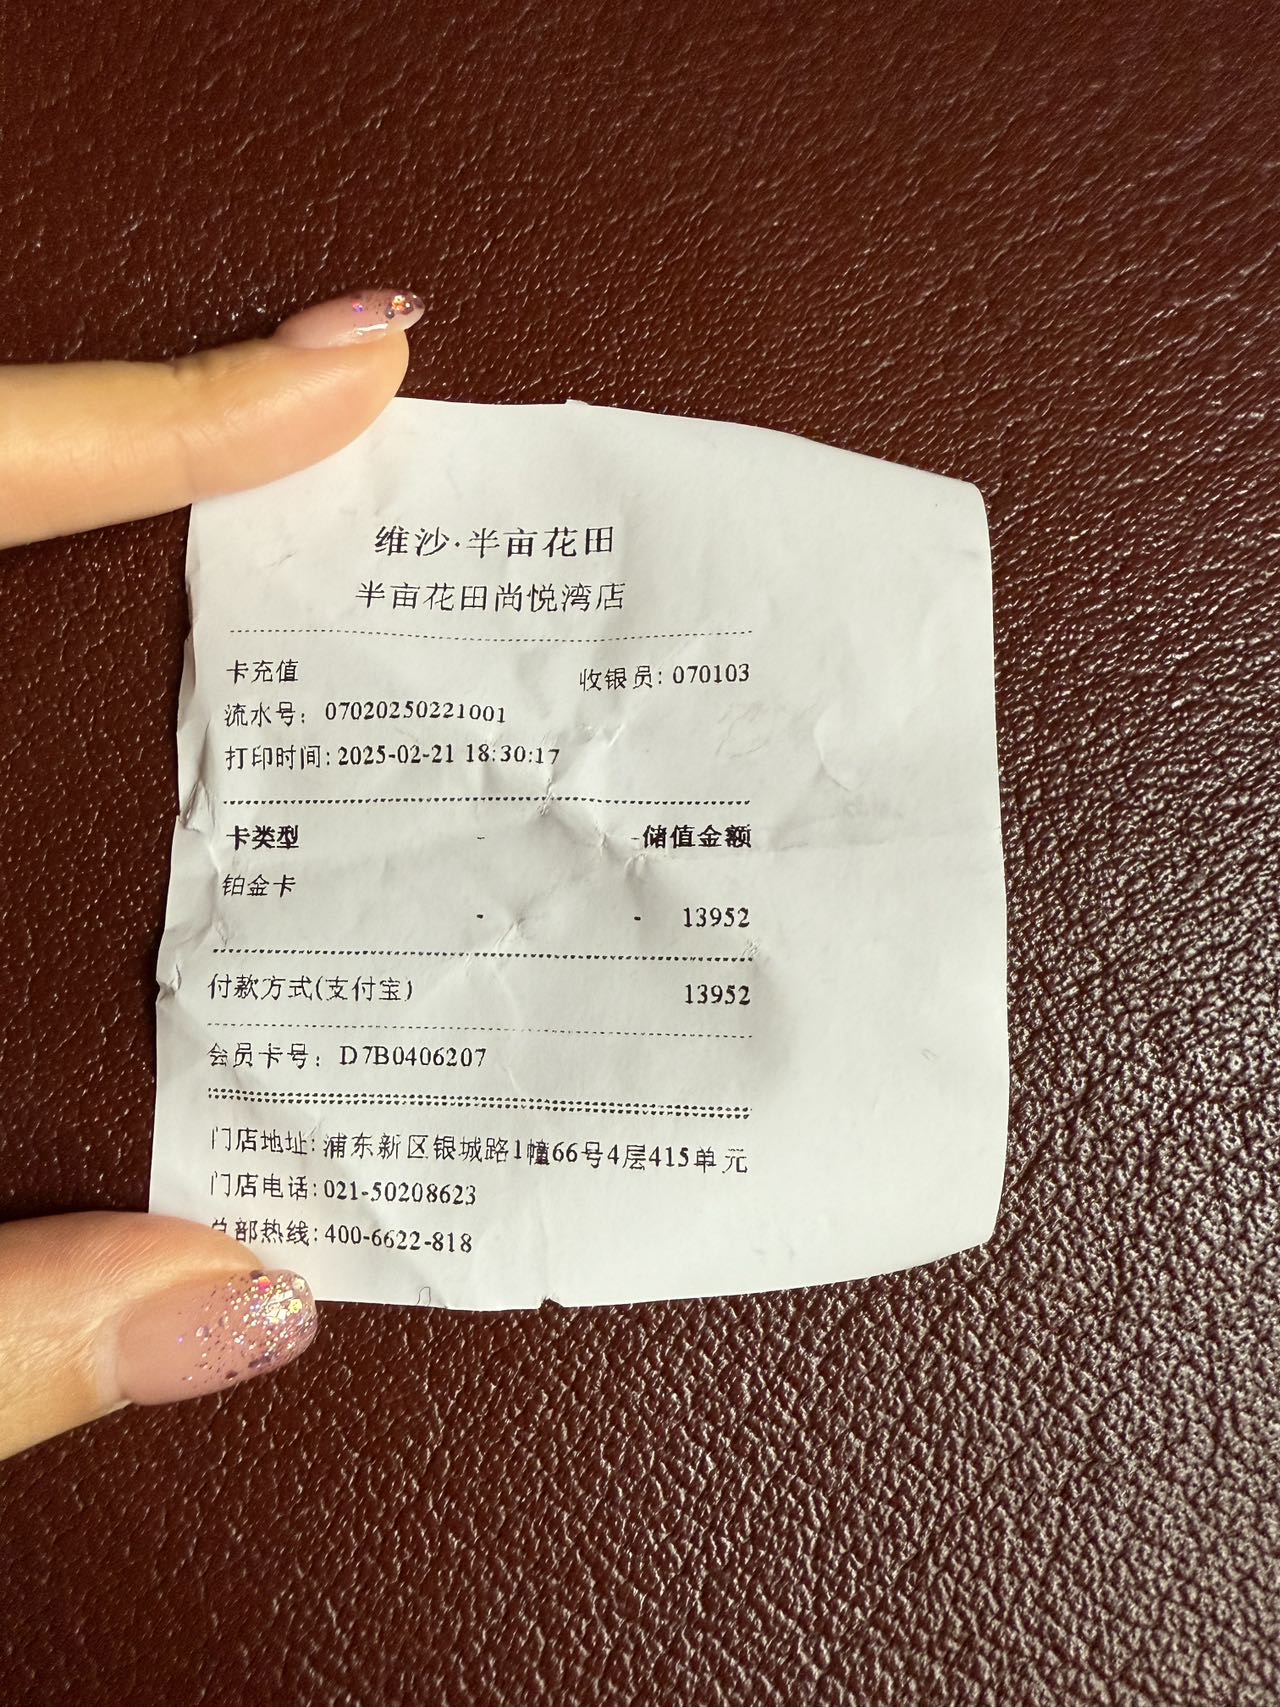 维沙·半亩花田
半亩花田尚悦湾店
卡充值 收银员: 070103
流水号: 07020250221001
打印时间: 2025-02-21 18:30:17
卡类型 - -储值金额
铂金卡
- - 13952
付款方式(支付宝) 13952
会员卡号: D7B0406207
门店地址: 浦东新区银城路1幢66号4层415单元
门店电话: 021-50208623
总部热线: 400-6622-818